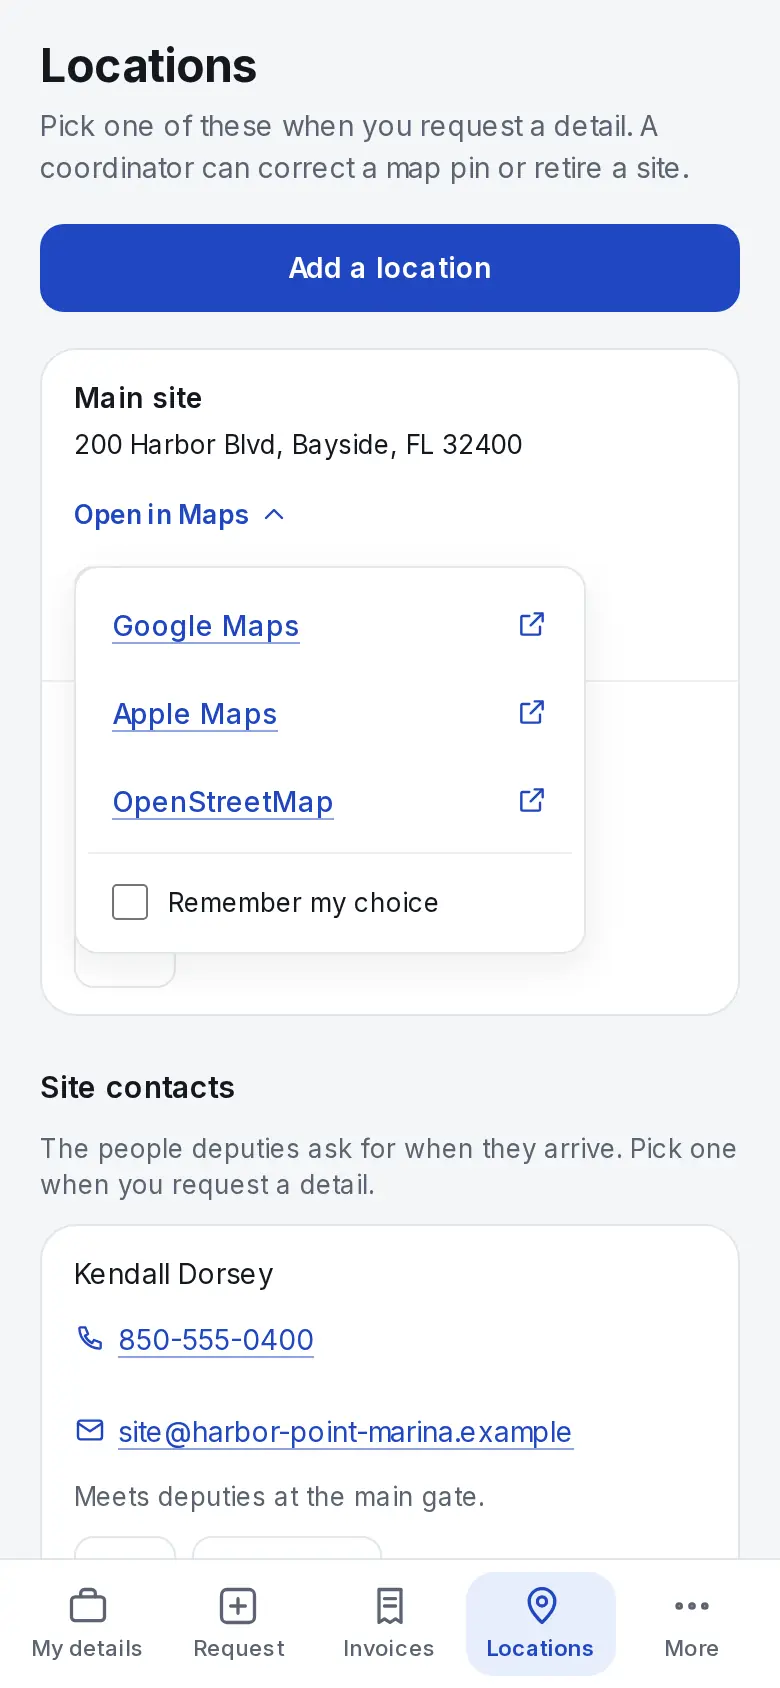 Locations
Pick one of these when you request a detail. A
coordinator can correct a map pin or retire a site.
Add a location
Main site
200 Harbor Blvd, Bayside, FL 32400
Open in Maps
Google Maps
Apple Maps
OpenStreetMap
Remember my choice
Site contacts
The people deputies ask for when they arrive. Pick one
when you request a detail.
Kendall Dorsey
850-555-0400
site@harbor-point-marina.example
Meets deputies at the main gate.
My details
Request
Invoices
Locations
More